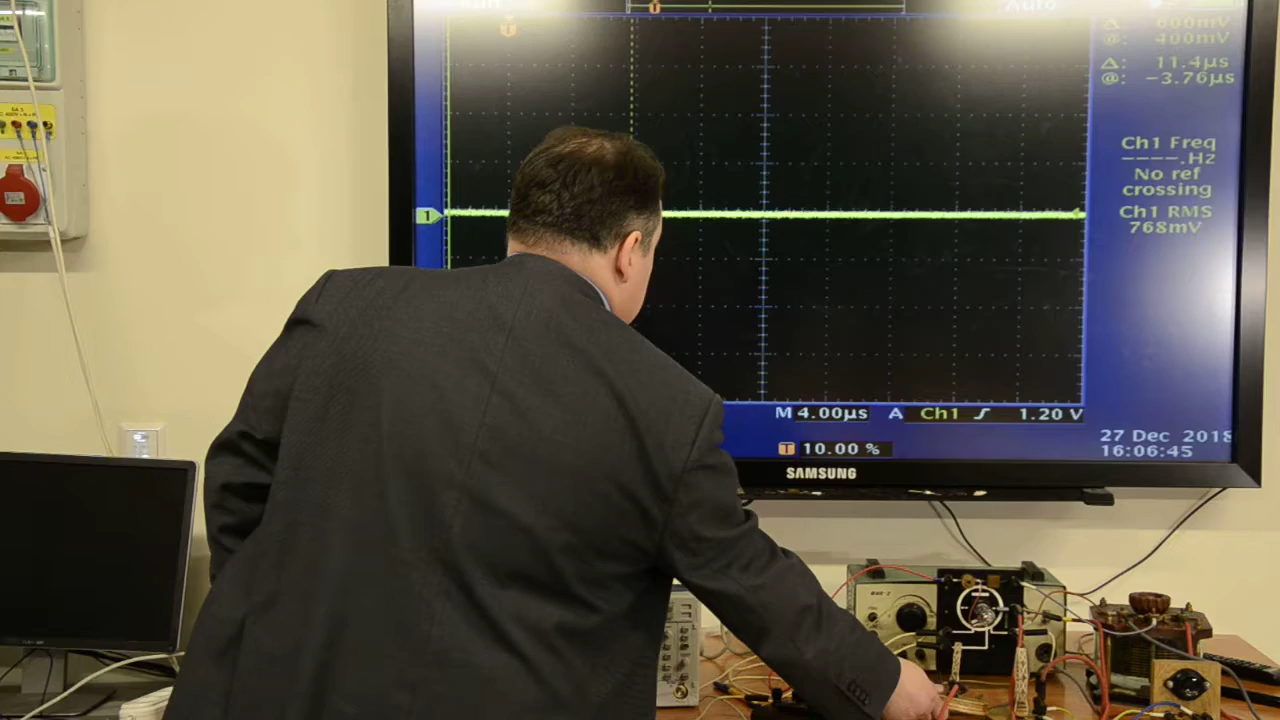 Auto
Δ: 800mV
@: 400mV
Δ: 11.4µs
@: −3.76µs
Ch1 Freq
----.Hz
No ref
crossing
Ch1 RMS
768mV
1
M 4.00µs A Ch1 ∫ 1.20 V
T 10.00 %
27 Dec 2018
16:06:45
SAMSUNG